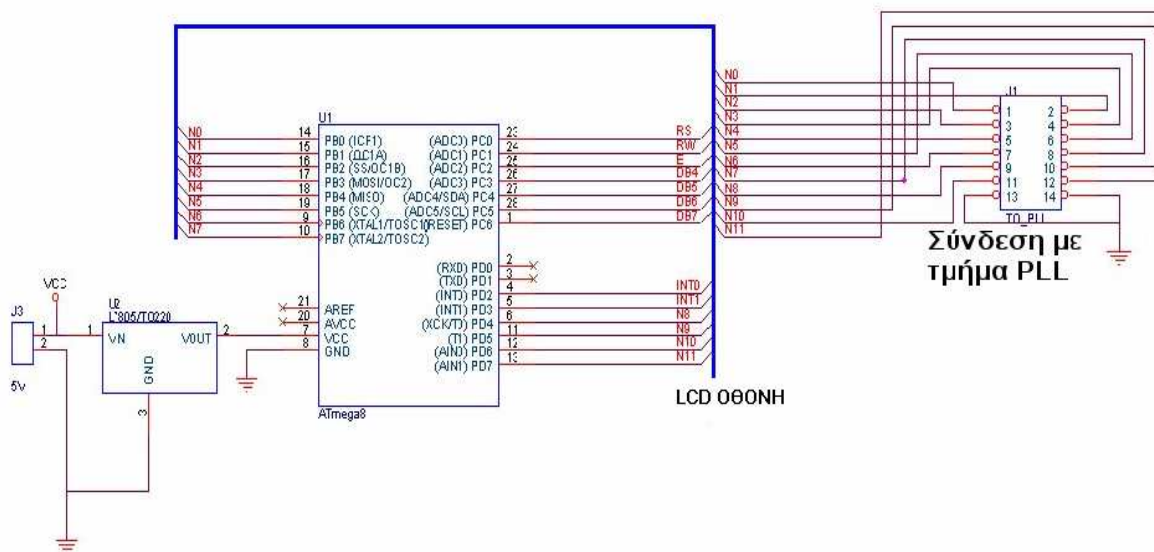 U1
N0
N1
N2
N3
N4
N5
N6
N7
14
15
16
17
18
19
9
10
PB0 (ICF1)
PB1 (OC1A)
PB2 (SS/OC1B)
PB3 (MOSI/OC2)
PB4 (MISO)
PB5 (SCK)
PB6 (XTAL1/TOSC1)
PB7 (XTAL2/TOSC2)
(ADC0) PC0
(ADC1) PC1
(ADC2) PC2
(ADC3) PC3
(ADC4/SDA) PC4
(ADC5/SCL) PC5
(RESET) PC6
23
24
25
26
27
28
1
RS
RW
E
DB4
DB5
DB6
DB7
(RXD) PD0
(TXD) PD1
(INT0) PD2
(INT1) PD3
(XCK/T0) PD4
(T1) PD5
(AIN0) PD6
(AIN1) PD7
2
3
4
5
6
11
12
13
INT0
INT1
N8
N9
N10
N11
21
20
7
8
AREF
AVCC
VCC
GND
ATmega8
VCC
J3
1
2
5V
U2
L7805/TO220
1
VIN
VOUT
2
GND
3
LCD ΟΘΟΝΗ
N0
N1
N2
N3
N4
N5
N6
N7
N8
N9
N10
N11
J1
1 2
3 4
5 6
7 8
9 10
11 12
13 14
TO_PLL
Σύνδεση με
τμήμα PLL